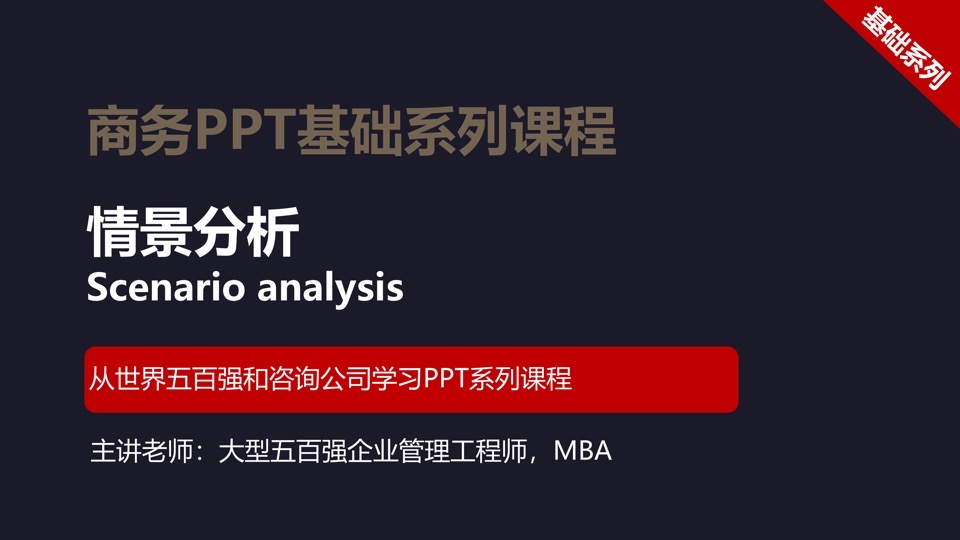 基础系列
商务PPT基础系列课程
情景分析
Scenario analysis
从世界五百强和咨询公司学习PPT系列课程
主讲老师：大型五百强企业管理工程师，MBA